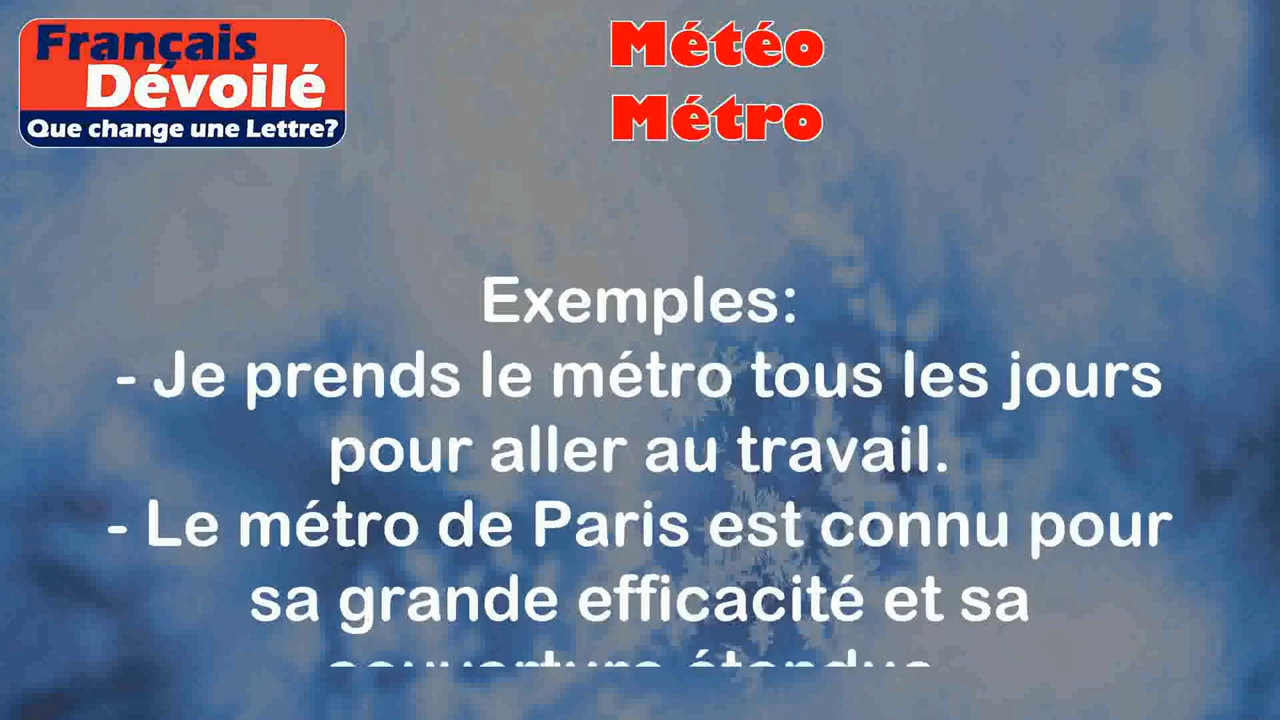 Français
Dévoilé
Que change une Lettre?
Météo
Métro
Exemples:
- Je prends le métro tous les jours
pour aller au travail.
- Le métro de Paris est connu pour
sa grande efficacité et sa